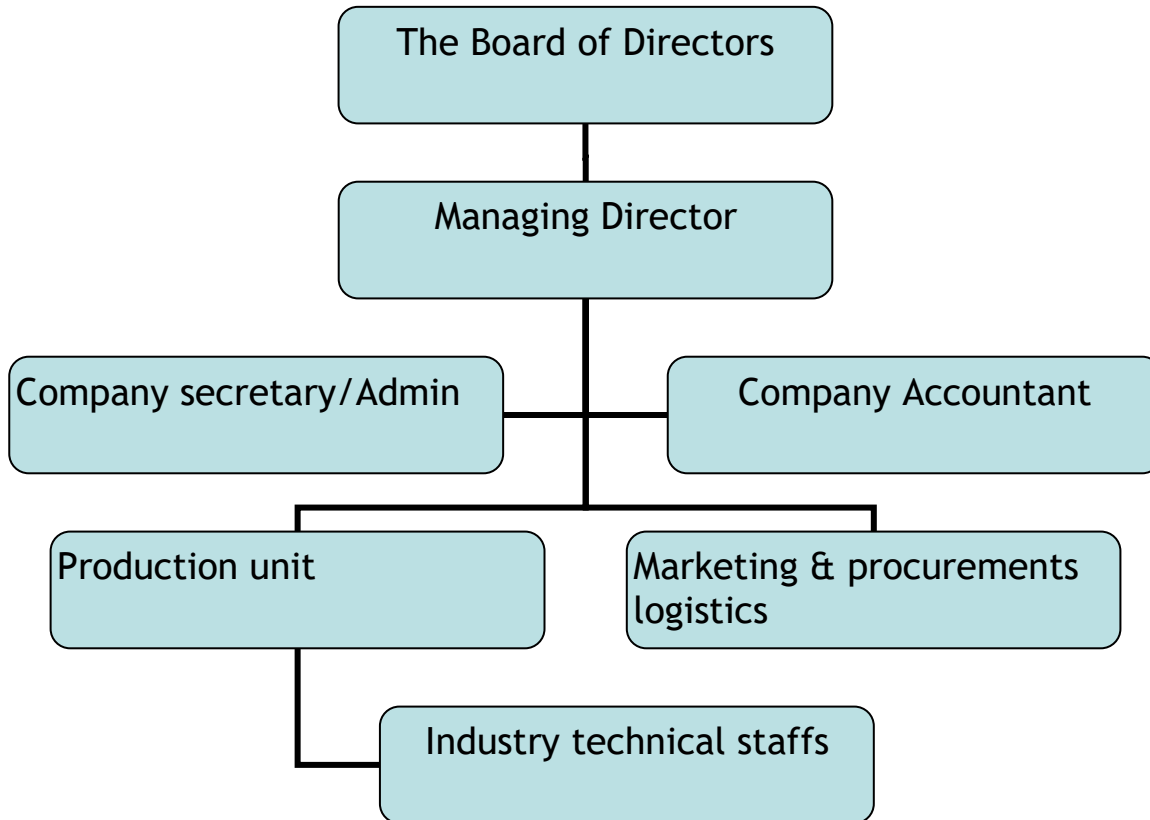 The Board of Directors
Managing Director
Company secretary/Admin
Company Accountant
Production unit
Marketing & procurements
logistics
Industry technical staffs